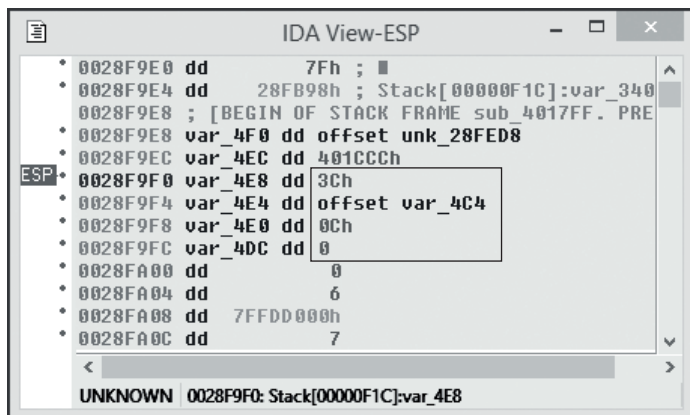 IDA View-ESP
0028F9E0 dd 7Fh ; ■
0028F9E4 dd 28FB98h ; Stack[00000F1C]:var_340
0028F9E8 ; [BEGIN OF STACK FRAME sub_4017FF. PRE
0028F9E8 var_4F0 dd offset unk_28FED8
0028F9EC var_4EC dd 401CCCh
ESP 0028F9F0 var_4E8 dd 3Ch
0028F9F4 var_4E4 dd offset var_4C4
0028F9F8 var_4E0 dd 0Ch
0028F9FC var_4DC dd 0
0028FA00 dd 0
0028FA04 dd 6
0028FA08 dd 7FFDD000h
0028FA0C dd 7
UNKNOWN 0028F9F0: Stack[00000F1C]:var_4E8